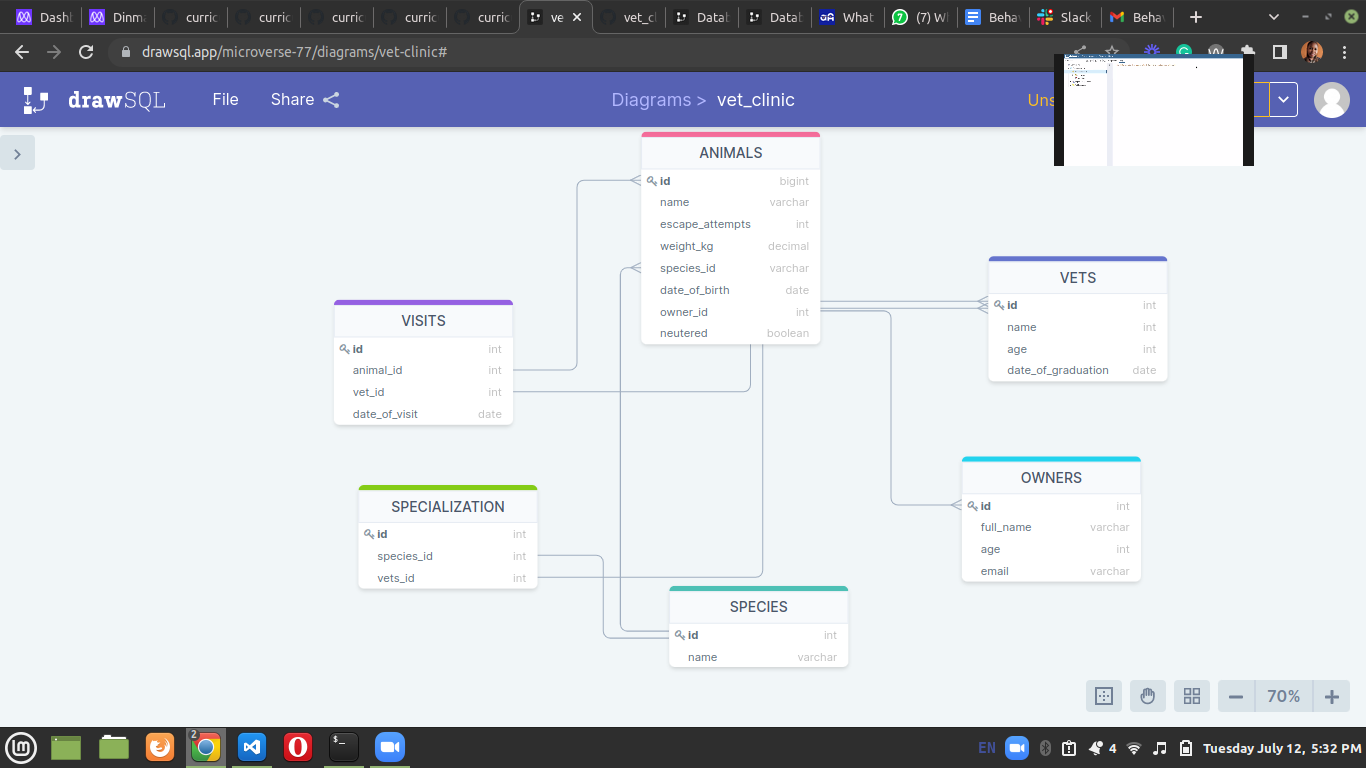 Dashl
Dinma
curric
curric
curric
curric
curric
ve
vet_cl
Datab
Datab
What
(7) W
Behav
Slack
Behav
drawsql.app/microverse-77/diagrams/vet-clinic#
drawSQL File Share Diagrams > vet_clinic Uns
ANIMALS
id bigint
name varchar
escape_attempts int
weight_kg decimal
species_id varchar
date_of_birth date
owner_id int
neutered boolean
VETS
id int
name int
age int
date_of_graduation date
VISITS
id int
animal_id int
vet_id int
date_of_visit date
OWNERS
id int
full_name varchar
age int
email varchar
SPECIALIZATION
id int
species_id int
vets_id int
SPECIES
id int
name varchar
70%
2
EN 4 Tuesday July 12, 5:32 PM